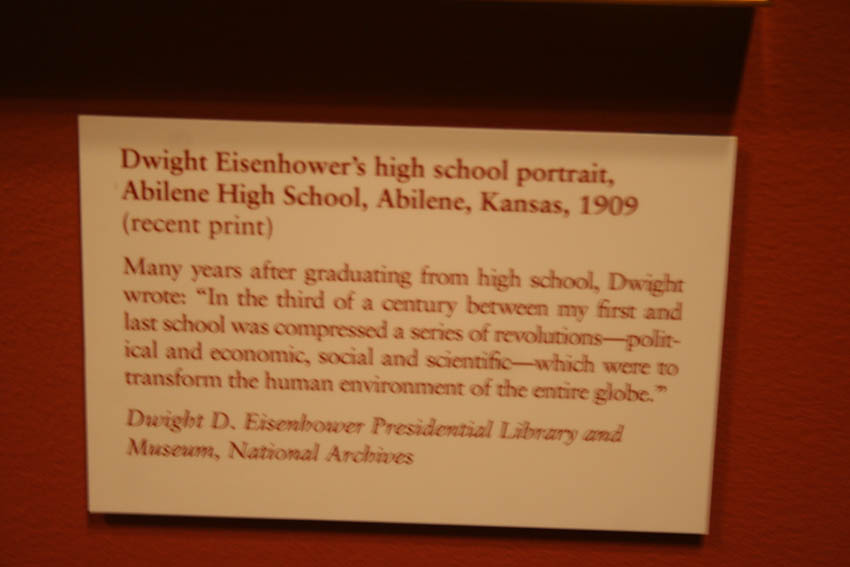 Dwight Eisenhower's high school portrait,
Abilene High School, Abilene, Kansas, 1909
(recent print)
Many years after graduating from high school, Dwight
wrote: “In the third of a century between my first and
last school was compressed a series of revolutions—polit-
ical and economic, social and scientific—which were to
transform the human environment of the entire globe.”
Dwight D. Eisenhower Presidential Library and
Museum, National Archives